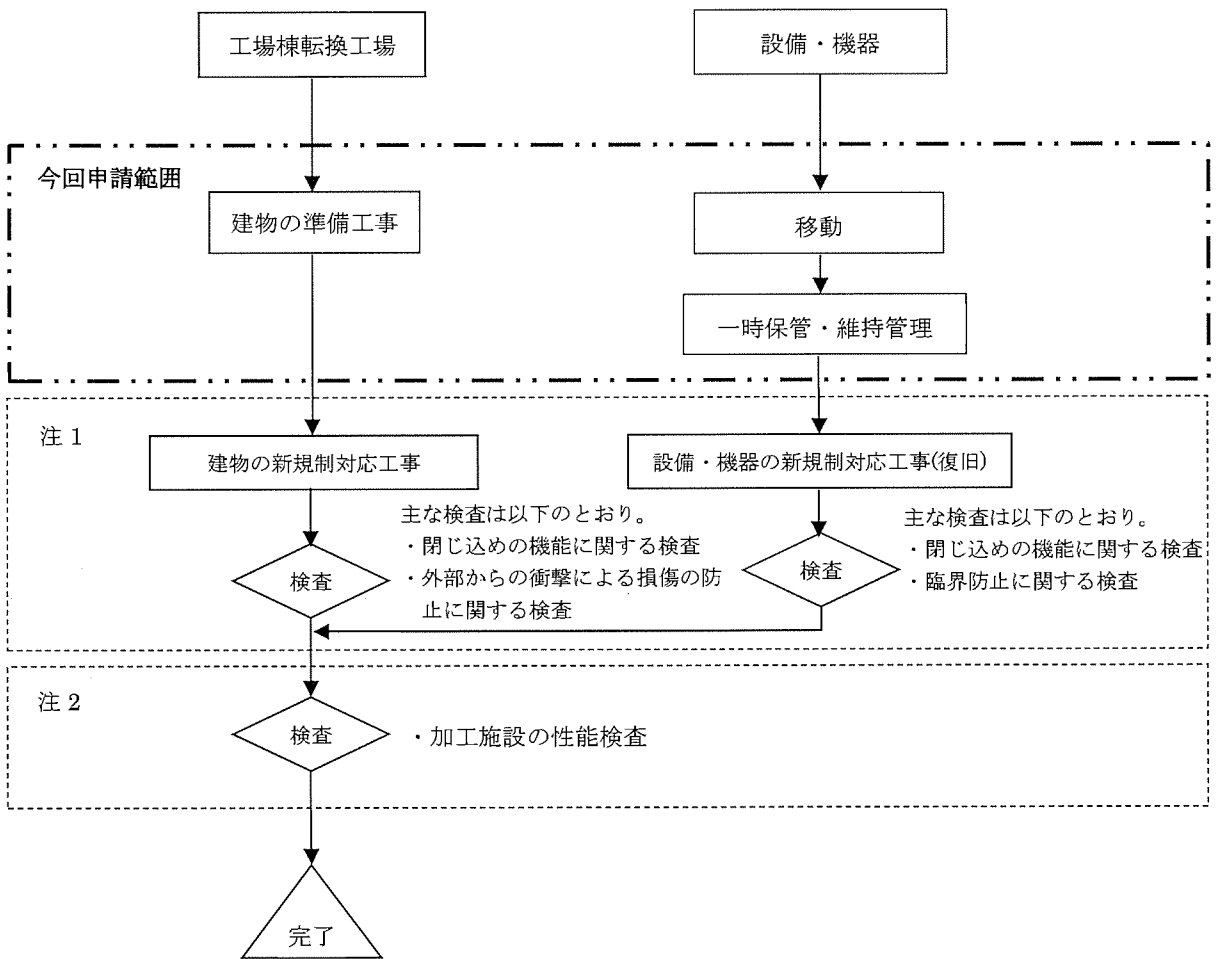 工場棟転換工場
設備・機器
今回申請範囲
建物の準備工事
移動
一時保管・維持管理
注 1
建物の新規制対応工事
設備・機器の新規制対応工事(復旧)
検査
主な検査は以下のとおり。
・閉じ込めの機能に関する検査
・外部からの衝撃による損傷の防
止に関する検査
検査
主な検査は以下のとおり。
・閉じ込めの機能に関する検査
・臨界防止に関する検査
注 2
検査
・加工施設の性能検査
完了